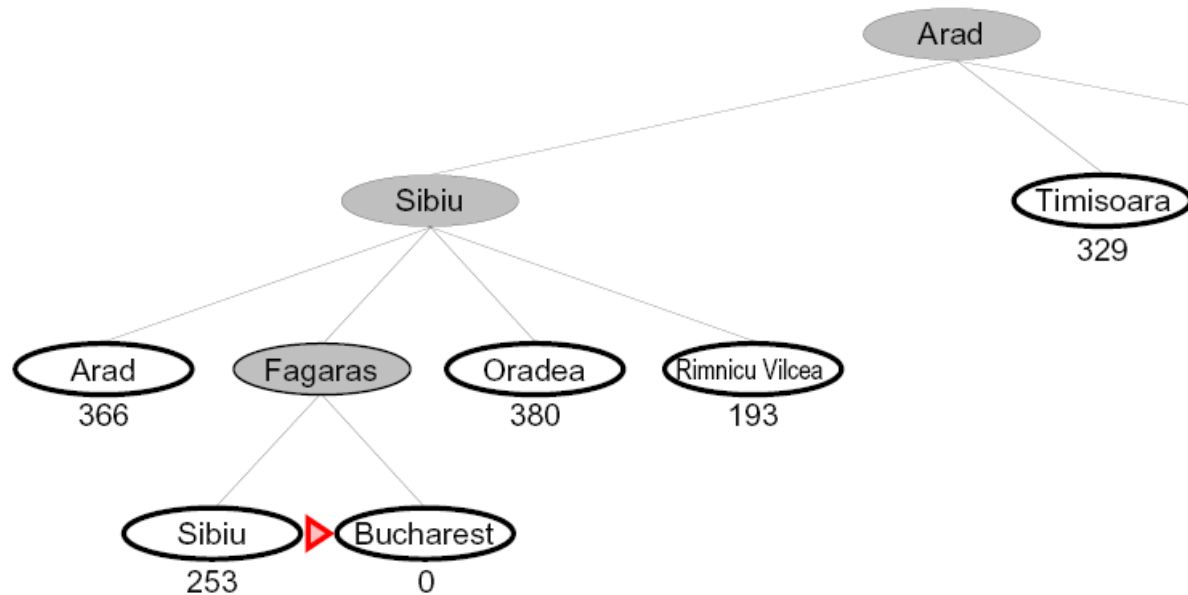 Arad
Sibiu
Timisoara
329
Arad
Fagaras
Oradea
Rimnicu Vilcea
366
380
193
Sibiu
Bucharest
253
0